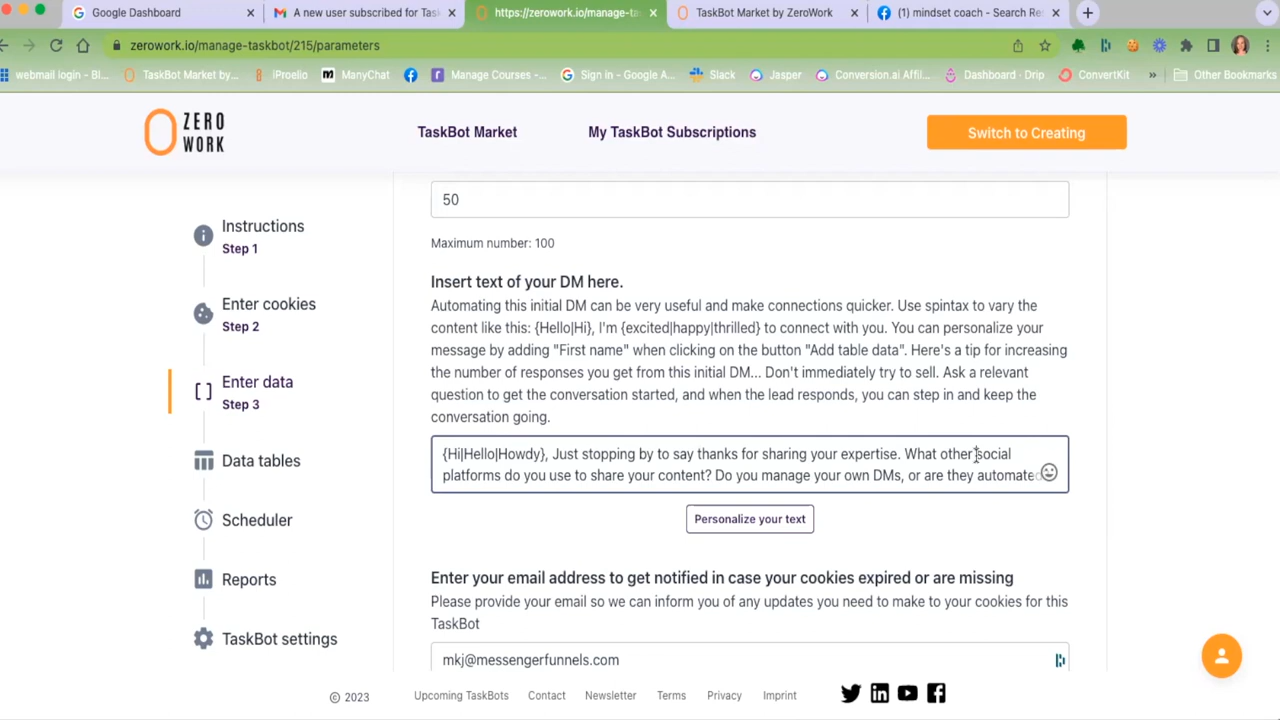 Google Dashboard
A new user subscribed for Tas
https://zerowork.io/manage-ta
TaskBot Market by ZeroWork
(1) mindset coach - Search Re
zerowork.io/manage-taskbot/215/parameters
webmail login - Bl...
TaskBot Market by...
iProelio
ManyChat
Manage Courses -...
Sign in - Google A...
Slack
Jasper
Conversion.ai Affil...
Dashboard · Drip
ConvertKit
»
Other Bookmarks
ZERO
WORK
TaskBot Market
My TaskBot Subscriptions
Switch to Creating
Instructions
Step 1
Enter cookies
Step 2
Enter data
Step 3
Data tables
Scheduler
Reports
TaskBot settings
50
Maximum number: 100
Insert text of your DM here.
Automating this initial DM can be very useful and make connections quicker. Use spintax to vary the
content like this: {Hello|Hi}, I'm {excited|happy|thrilled} to connect with you. You can personalize your
message by adding "First name" when clicking on the button "Add table data". Here's a tip for increasing
the number of responses you get from this initial DM... Don't immediately try to sell. Ask a relevant
question to get the conversation started, and when the lead responds, you can step in and keep the
conversation going.
{Hi|Hello|Howdy}, Just stopping by to say thanks for sharing your expertise. What other social
platforms do you use to share your content? Do you manage your own DMs, or are they automated
Personalize your text
Enter your email address to get notified in case your cookies expired or are missing
Please provide your email so we can inform you of any updates you need to make to your cookies for this
TaskBot
mkj@messengerfunnels.com
© 2023
Upcoming TaskBots
Contact
Newsletter
Terms
Privacy
Imprint